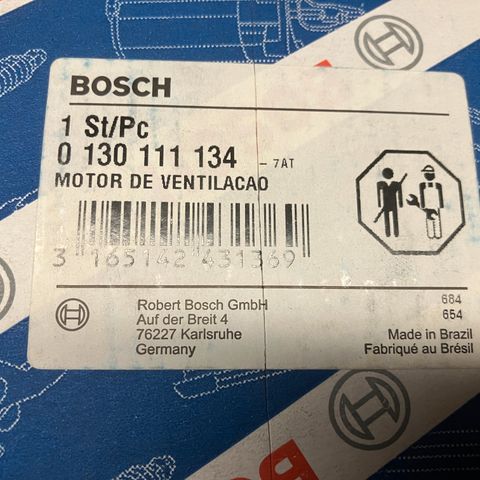 BOSCH
1 St/Pc
0 130 111 134 - 7AT
MOTOR DE VENTILACAO
3 165142 431369
Robert Bosch GmbH
Auf der Breit 4
76227 Karlsruhe
Germany
684
654
Made in Brazil
Fabriqué au Brésil